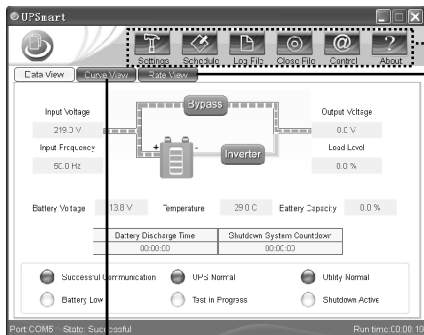 UPSmart
Settings Schedule Log File Close File Control About
Data View Curve View Rate View
Input Voltage
219.0 V
Input Frequency
50.0 Hz
Bypass
+ -
Inverter
Output Voltage
0.0 V
Load Level
0.0 %
Battery Voltage 13.8 V Temperature 29.0 C Battery Capacity 0.0 %
Battery Discharge Time Shutdown System Countdown
00:00:00 00:00:00
Successful Communication UPS Normal Utility Normal
Battery Low Test in Progress Shutdown Active
Port:COM5 State: Successful Run time:00:00:10